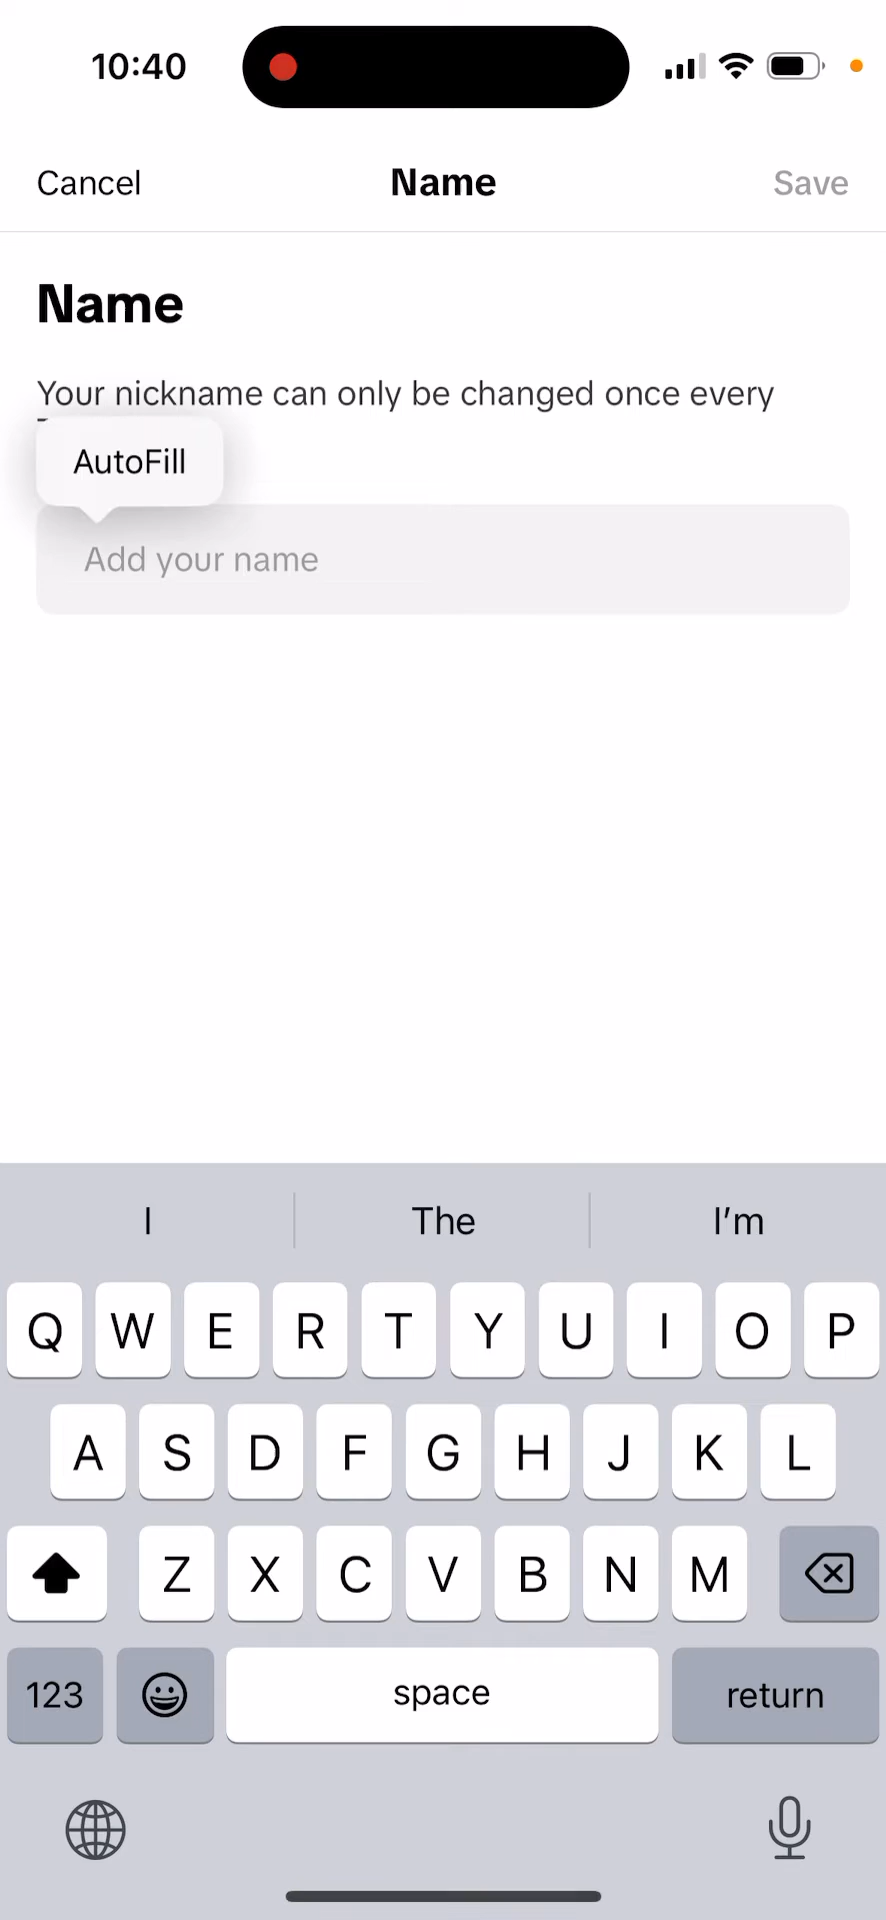 10:40
Cancel Name Save
Name
Your nickname can only be changed once every
AutoFill
Add your name
I The I'm
Q W E R T Y U I O P
A S D F G H J K L
Z X C V B N M
123 space return